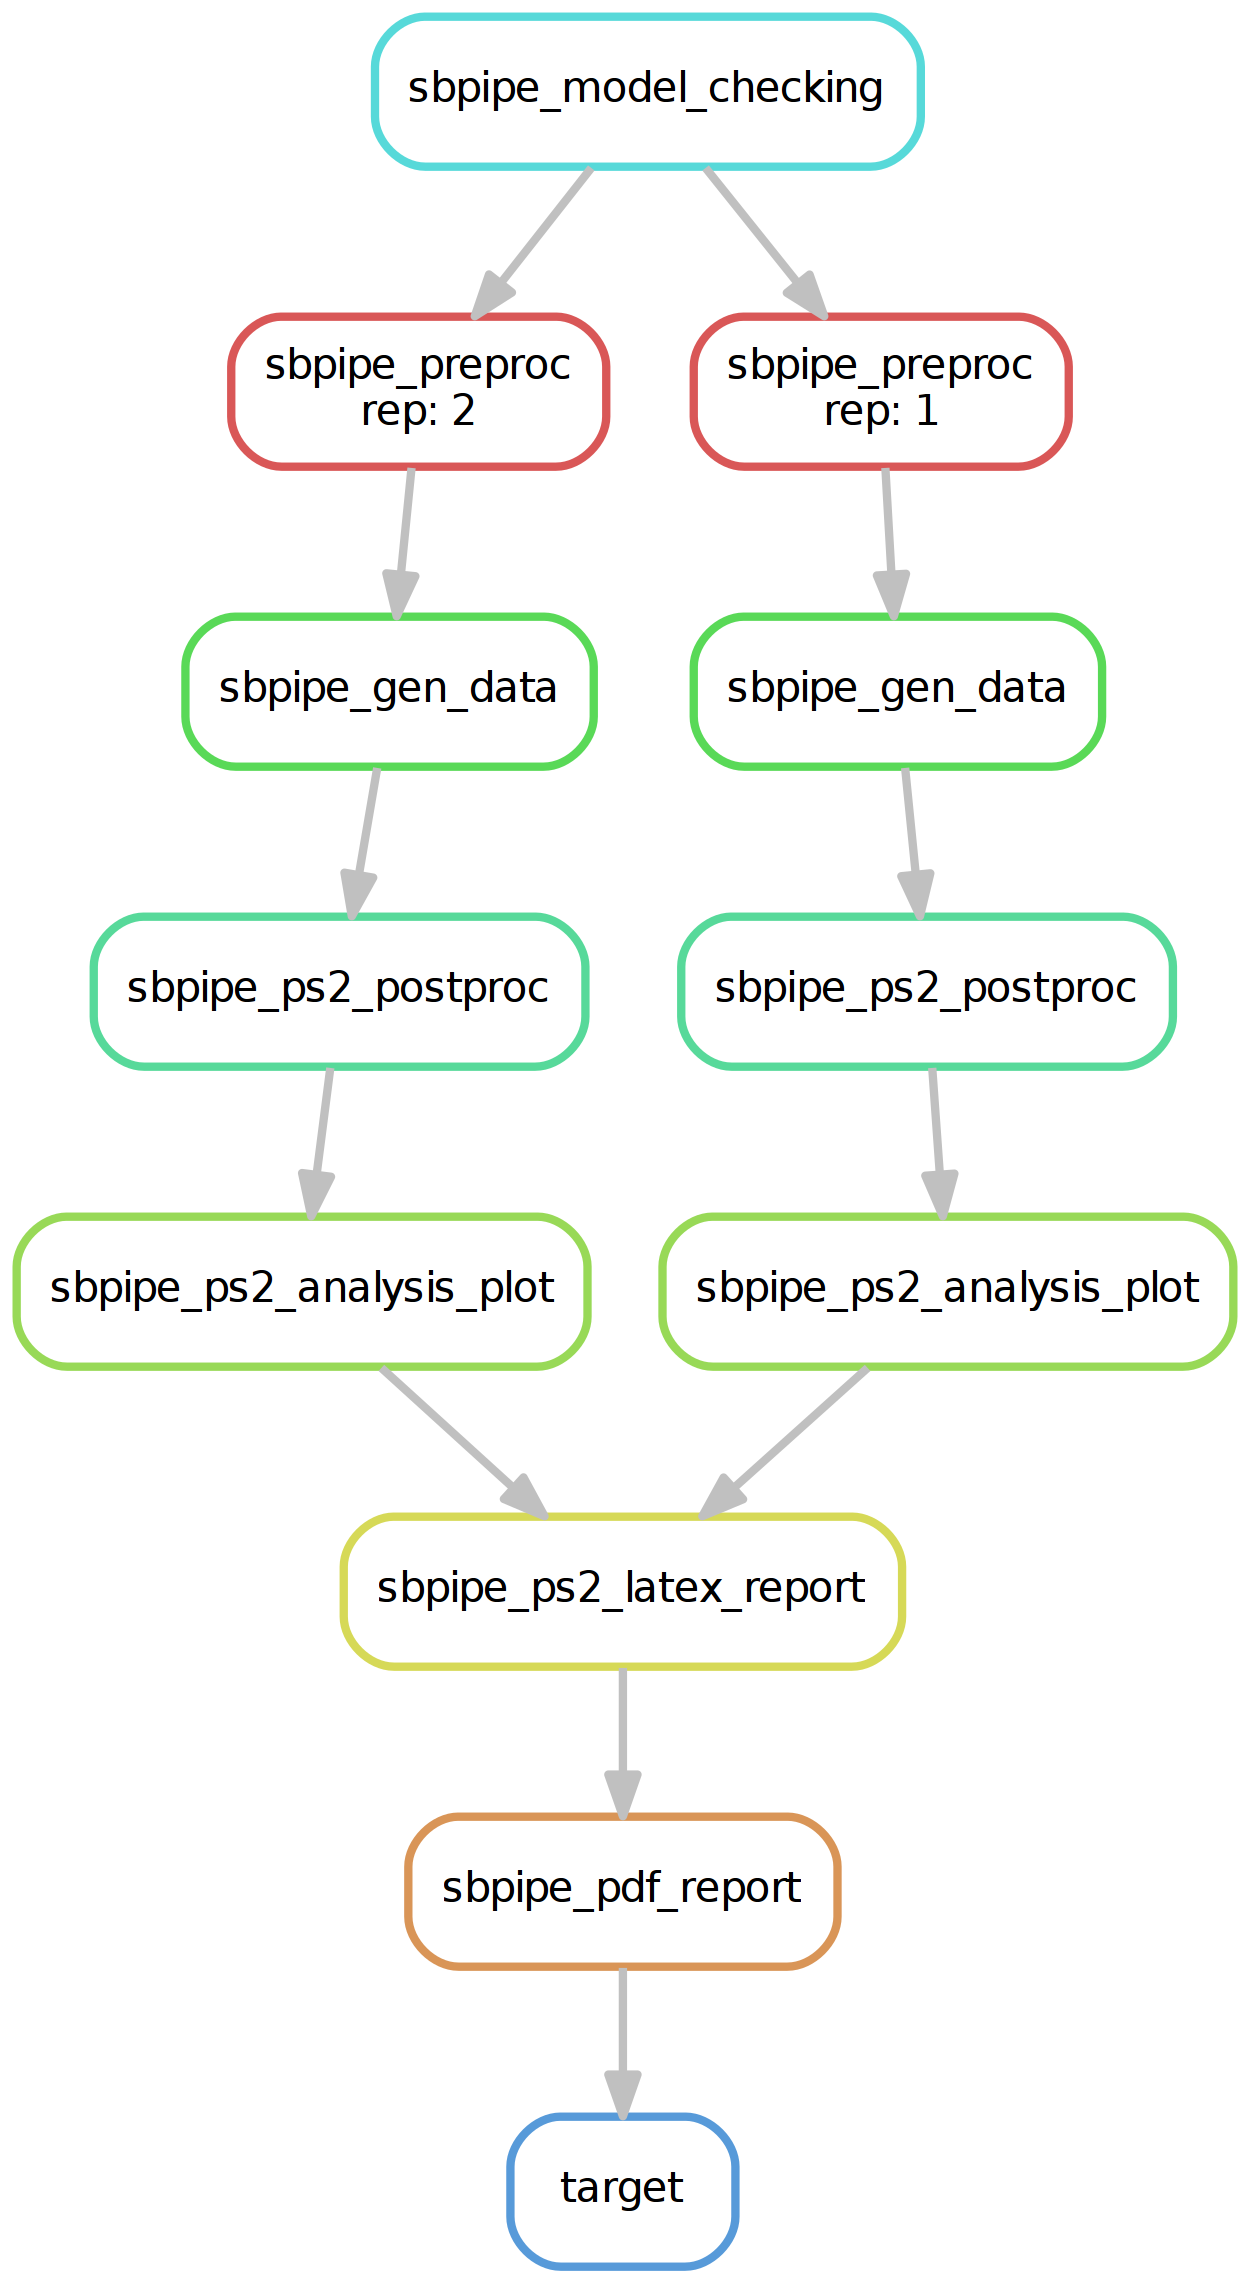 sbpipe_model_checking
sbpipe_preproc
rep: 2
sbpipe_preproc
rep: 1
sbpipe_gen_data
sbpipe_gen_data
sbpipe_ps2_postproc
sbpipe_ps2_postproc
sbpipe_ps2_analysis_plot
sbpipe_ps2_analysis_plot
sbpipe_ps2_latex_report
sbpipe_pdf_report
target